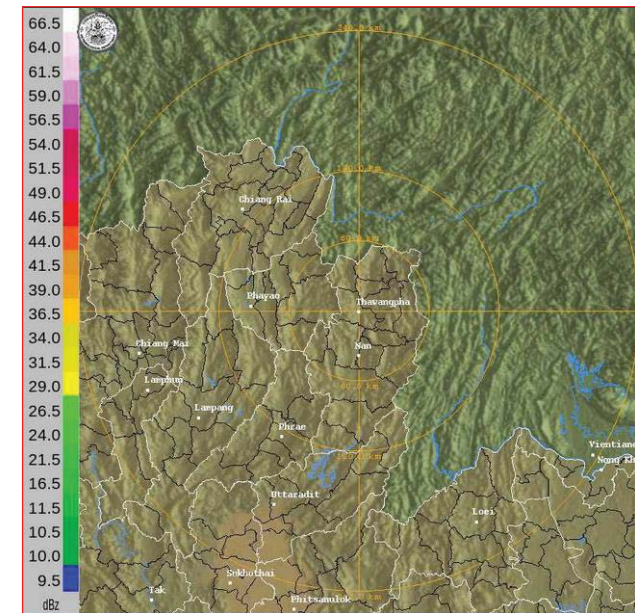 66.5
64.0
61.5
59.0
56.5
54.0
51.5
49.0
46.5
44.0
41.5
39.0
36.5
34.0
31.5
29.0
26.5
24.0
21.5
16.5
11.5
10.5
10.0
9.5
dBz
Chiang Rai
Phayao
Thawangpha
Chiang Mai
Nan
Lamphun
Lampang
Phrae
Vientiane
Nong Kh
Uttaradit
Loei
Sukhothai
Tak
Phitsanulok